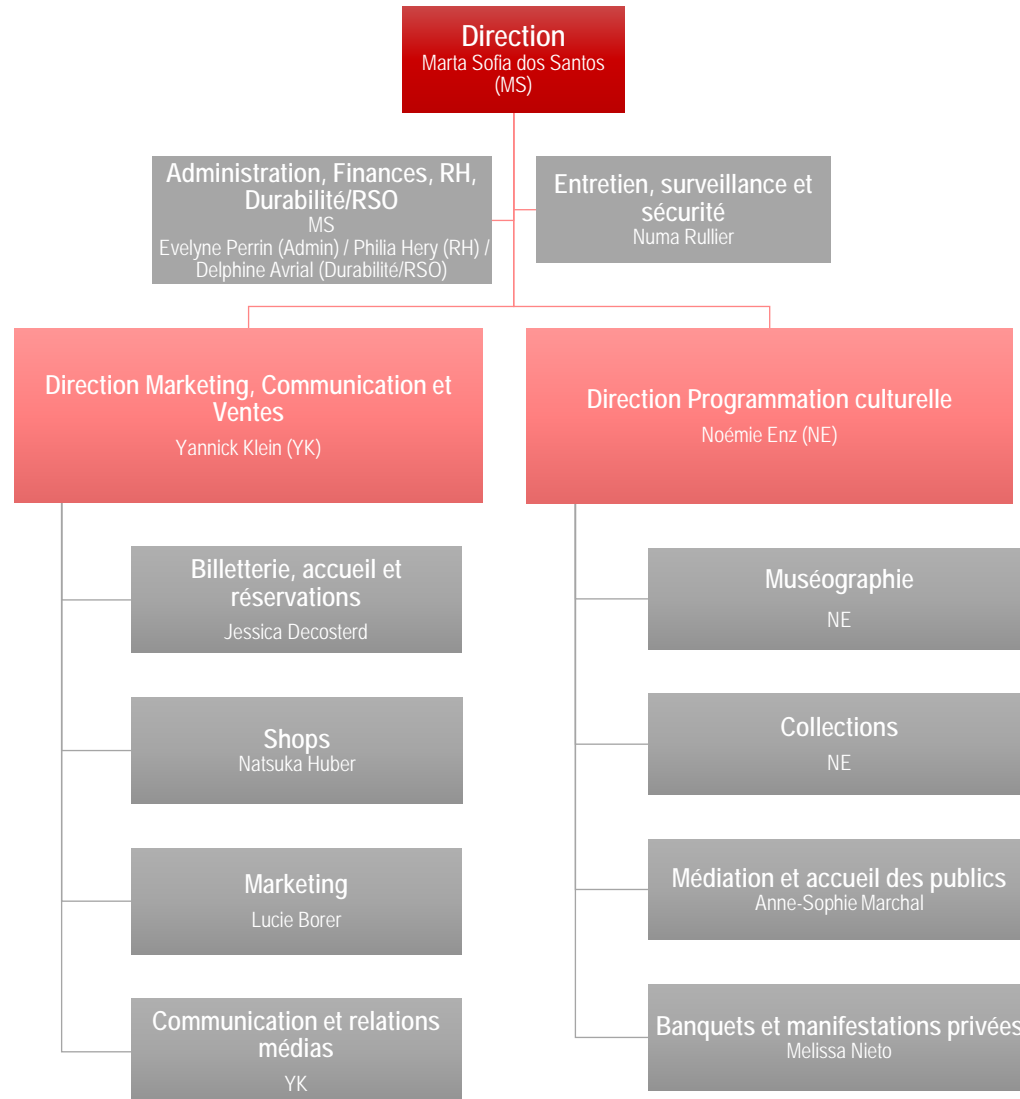 Direction
Marta Sofia dos Santos
(MS)
Administration, Finances, RH,
Durabilité/RSO
MS
Evelyne Perrin (Admin) / Philia Hery (RH) /
Delphine Avrial (Durabilité/RSO)
Entretien, surveillance et
sécurité
Numa Rullier
Direction Marketing, Communication et
Ventes
Yannick Klein (YK)
Billetterie, accueil et
réservations
Jessica Decosterd
Shops
Natsuka Huber
Marketing
Lucie Borer
Communication et relations
médias
YK
Direction Programmation culturelle
Noémie Enz (NE)
Muséographie
NE
Collections
NE
Médiation et accueil des publics
Anne-Sophie Marchal
Banquets et manifestations privées
Melissa Nieto